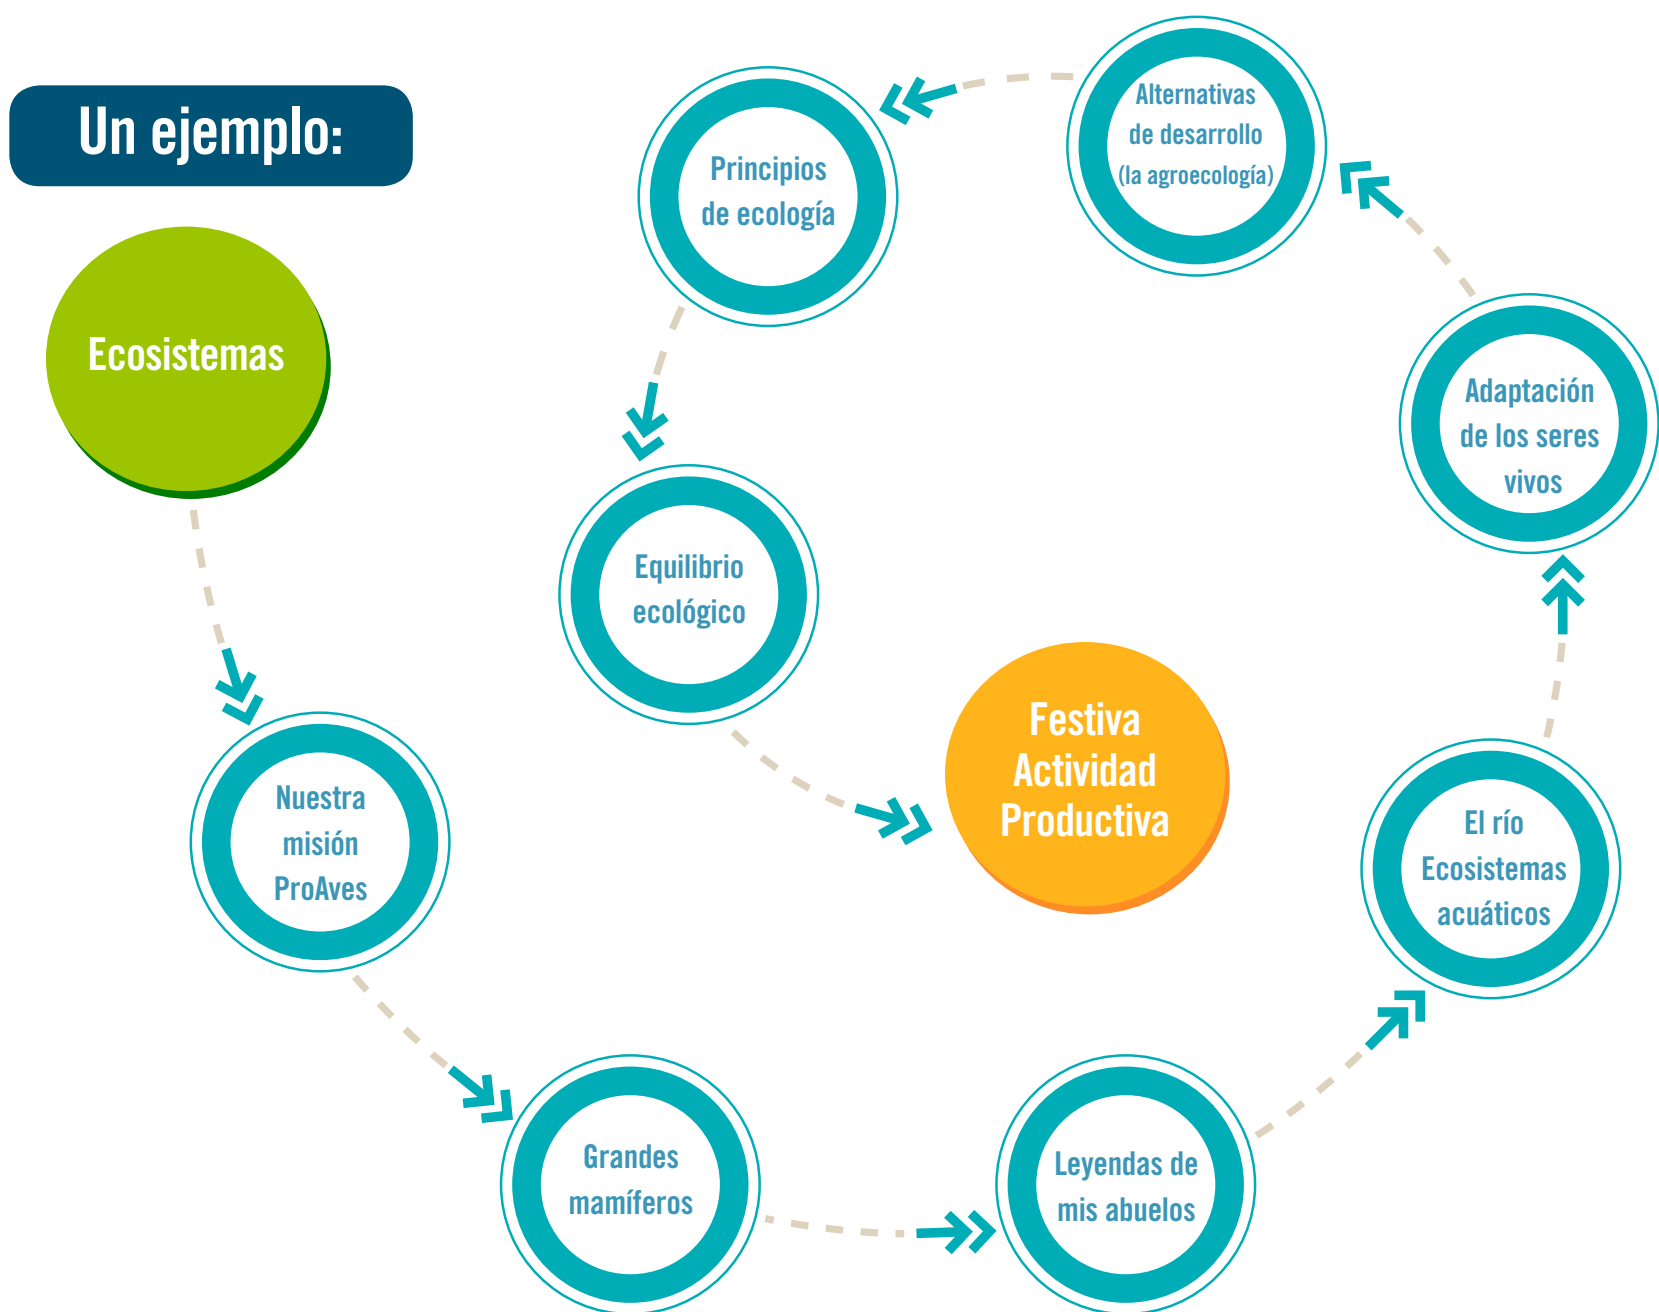 Un ejemplo:
Ecosistemas
Nuestra
misión
ProAves
Grandes
mamíferos
Leyendas de
mis abuelos
El río
Ecosistemas
acuáticos
Adaptación
de los seres
vivos
Alternativas
de desarrollo
(la agroecología)
Principios
de ecología
Equilibrio
ecológico
Festiva
Actividad
Productiva